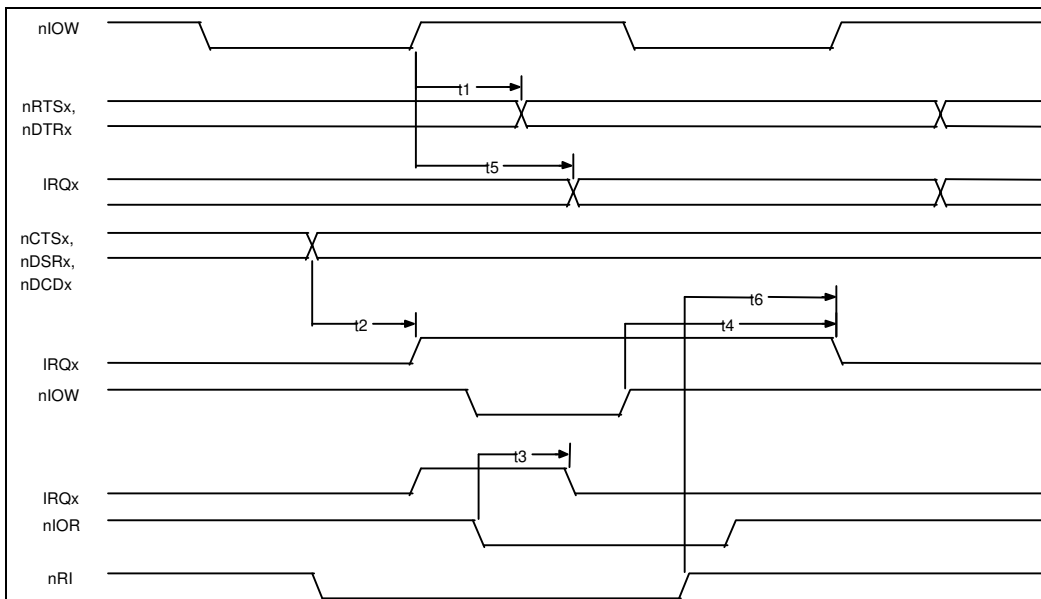 nIOW
t1
nRTSx,
nDTRx
t5
IRQx
nCTSx,
nDSRx,
nDCDx
t6
t2
t4
IRQx
nIOW
t3
IRQx
nIOR
nRI